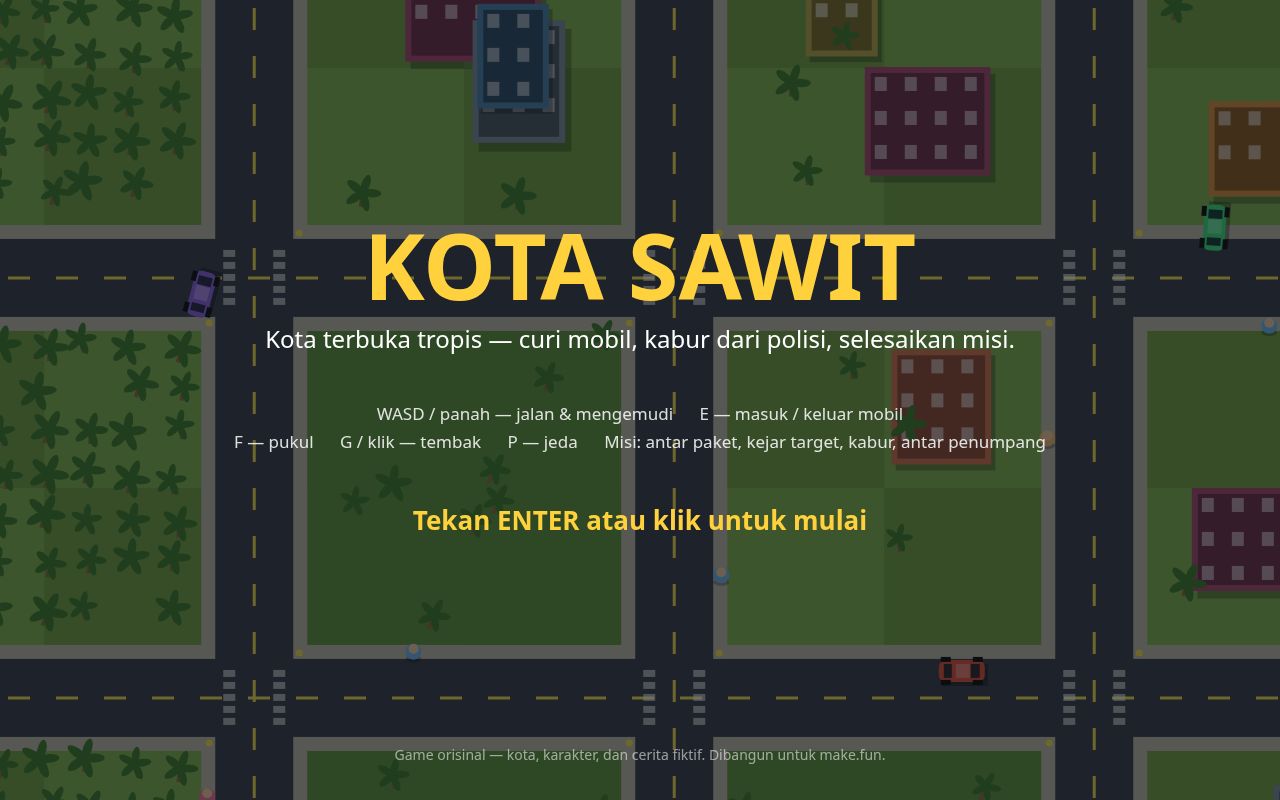 KOTA SAWIT
Kota terbuka tropis — curi mobil, kabur dari polisi, selesaikan misi.
WASD / panah — jalan & mengemudi E — masuk / keluar mobil
F — pukul G / klik — tembak P — jeda Misi: antar paket, kejar target, kabur, antar penumpang
Tekan ENTER atau klik untuk mulai
Game orisinal — kota, karakter, dan cerita fiktif. Dibangun untuk make.fun.